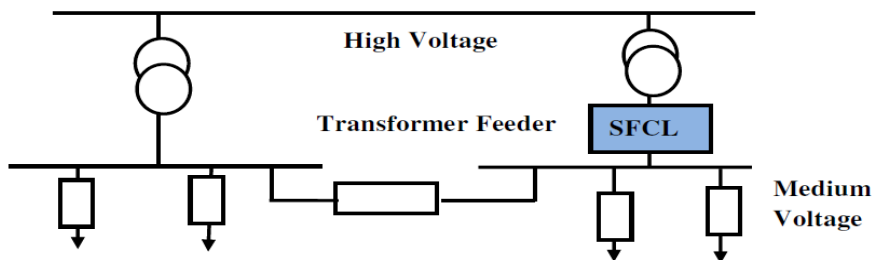 High Voltage
Transformer Feeder
SFCL
Medium
Voltage